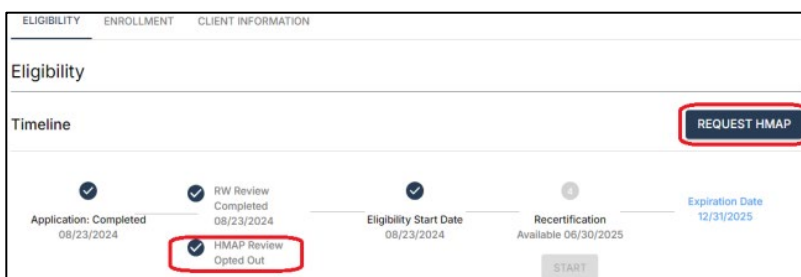 ELIGIBILITY ENROLLMENT CLIENT INFORMATION
Eligibility
Timeline
REQUEST HMAP
Application: Completed
08/23/2024
RW Review
Completed
08/23/2024
HMAP Review
Opted Out
Eligibility Start Date
08/23/2024
4
Recertification
Available 06/30/2025
START
Expiration Date
12/31/2025